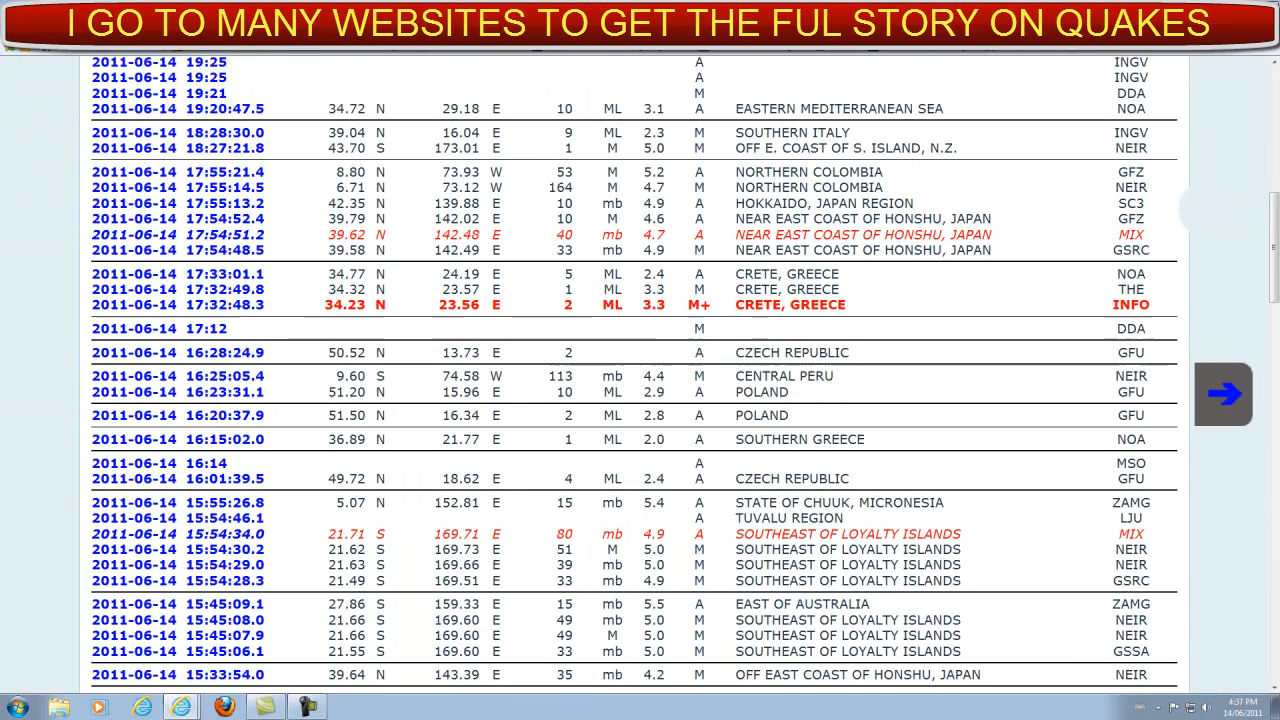 I GO TO MANY WEBSITES TO GET THE FUL STORY ON QUAKES
2011-06-14 19:25 A INGV
2011-06-14 19:25 A INGV
2011-06-14 19:21 M DDA
2011-06-14 19:20:47.5 34.72 N 29.18 E 10 ML 3.1 A EASTERN MEDITERRANEAN SEA NOA
2011-06-14 18:28:30.0 39.04 N 16.04 E 9 ML 2.3 M SOUTHERN ITALY INGV
2011-06-14 18:27:21.8 43.70 S 173.01 E 1 M 5.0 M OFF E. COAST OF S. ISLAND, N.Z. NEIR
2011-06-14 17:55:21.4 8.80 N 73.93 W 53 M 5.2 A NORTHERN COLOMBIA GFZ
2011-06-14 17:55:14.5 6.71 N 73.12 W 164 M 4.7 M NORTHERN COLOMBIA NEIR
2011-06-14 17:55:13.2 42.35 N 139.88 E 10 mb 4.9 A HOKKAIDO, JAPAN REGION SC3
2011-06-14 17:54:52.4 39.79 N 142.02 E 10 M 4.6 A NEAR EAST COAST OF HONSHU, JAPAN GFZ
2011-06-14 17:54:51.2 39.62 N 142.48 E 40 mb 4.7 A NEAR EAST COAST OF HONSHU, JAPAN MIX
2011-06-14 17:54:48.5 39.58 N 142.49 E 33 mb 4.9 M NEAR EAST COAST OF HONSHU, JAPAN GSRC
2011-06-14 17:33:01.1 34.77 N 24.19 E 5 ML 2.4 A CRETE, GREECE NOA
2011-06-14 17:32:49.8 34.32 N 23.57 E 1 ML 3.3 M CRETE, GREECE THE
2011-06-14 17:32:48.3 34.23 N 23.56 E 2 ML 3.3 M+ CRETE, GREECE INFO
2011-06-14 17:12 M DDA
2011-06-14 16:28:24.9 50.52 N 13.73 E 2 A CZECH REPUBLIC GFU
2011-06-14 16:25:05.4 9.60 S 74.58 W 113 mb 4.4 M CENTRAL PERU NEIR
2011-06-14 16:23:31.1 51.20 N 15.96 E 10 ML 2.9 A POLAND GFU
2011-06-14 16:20:37.9 51.50 N 16.34 E 2 ML 2.8 A POLAND GFU
2011-06-14 16:15:02.0 36.89 N 21.77 E 1 ML 2.0 A SOUTHERN GREECE NOA
2011-06-14 16:14 A MSO
2011-06-14 16:01:39.5 49.72 N 18.62 E 4 ML 2.4 A CZECH REPUBLIC GFU
2011-06-14 15:55:26.8 5.07 N 152.81 E 15 mb 5.4 A STATE OF CHUUK, MICRONESIA ZAMG
2011-06-14 15:54:46.1 A TUVALU REGION LJU
2011-06-14 15:54:34.0 21.71 S 169.71 E 80 mb 4.9 A SOUTHEAST OF LOYALTY ISLANDS MIX
2011-06-14 15:54:30.2 21.62 S 169.73 E 51 M 5.0 M SOUTHEAST OF LOYALTY ISLANDS NEIR
2011-06-14 15:54:29.0 21.63 S 169.66 E 39 mb 5.0 M SOUTHEAST OF LOYALTY ISLANDS NEIR
2011-06-14 15:54:28.3 21.49 S 169.51 E 33 mb 4.9 M SOUTHEAST OF LOYALTY ISLANDS GSRC
2011-06-14 15:45:09.1 27.86 S 159.33 E 15 mb 5.5 A EAST OF AUSTRALIA ZAMG
2011-06-14 15:45:08.0 21.66 S 169.60 E 49 mb 5.0 M SOUTHEAST OF LOYALTY ISLANDS NEIR
2011-06-14 15:45:07.9 21.66 S 169.60 E 49 M 5.0 M SOUTHEAST OF LOYALTY ISLANDS NEIR
2011-06-14 15:45:06.1 21.55 S 169.60 E 33 mb 5.0 M SOUTHEAST OF LOYALTY ISLANDS GSSA
2011-06-14 15:33:54.0 39.64 N 143.39 E 35 mb 4.2 M OFF EAST COAST OF HONSHU, JAPAN NEIR
4:37 PM
14/06/2011